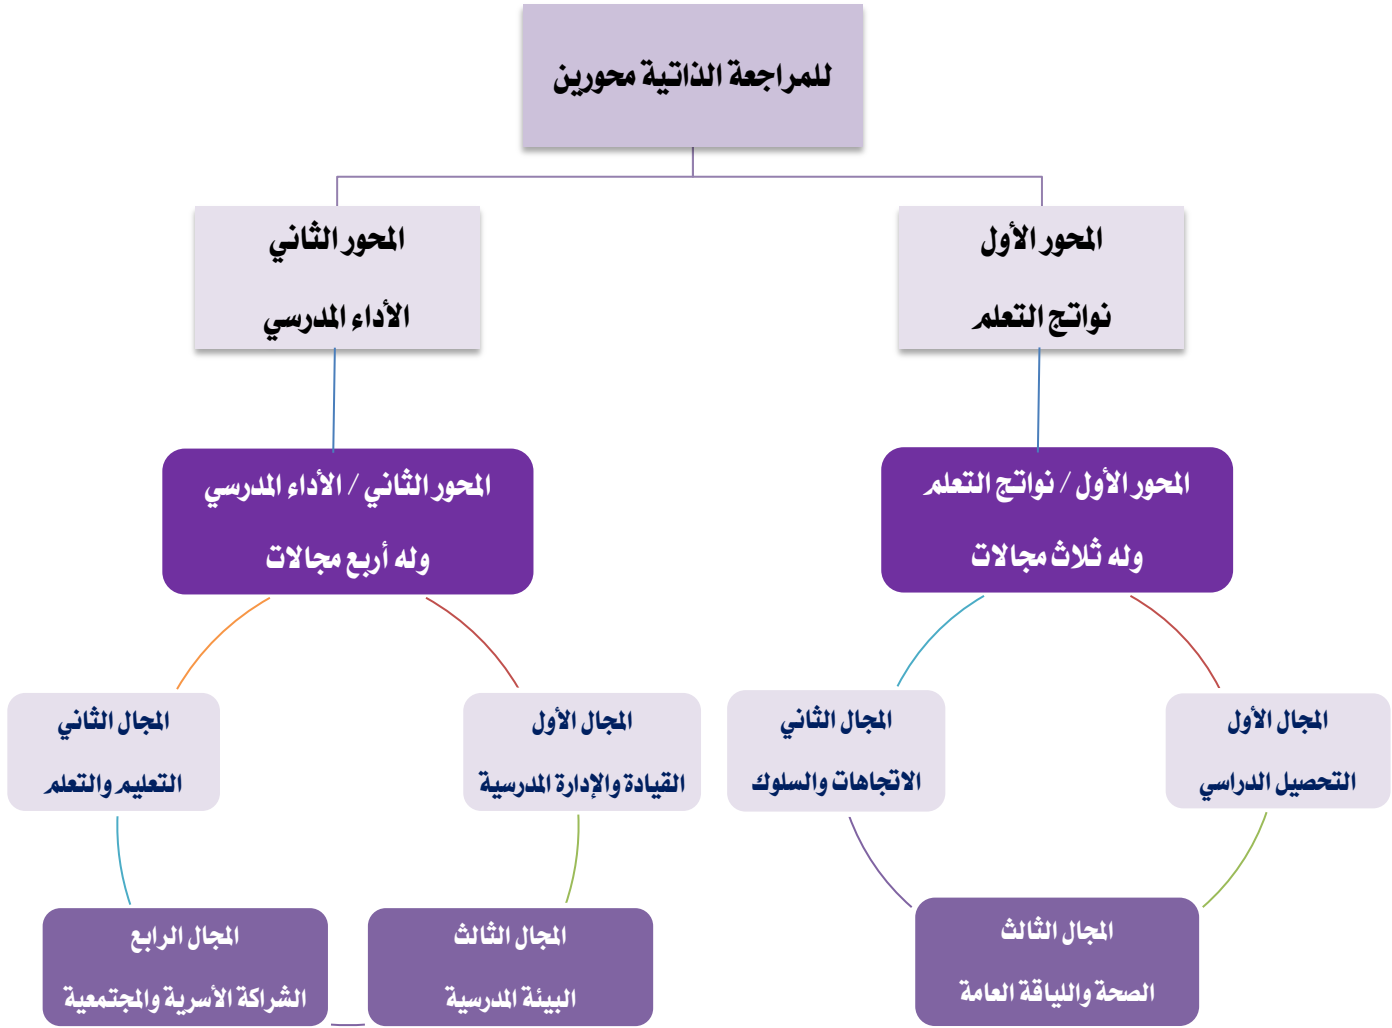 للمراجعة الذاتية محورين
المحور الأول
نواتج التعلم
المحور الثاني
الأداء المدرسي
المحور الأول / نواتج التعلم
وله ثلاث مجالات
المحور الثاني / الأداء المدرسي
وله أربع مجالات
المجال الأول
التحصيل الدراسي
المجال الثاني
الاتجاهات والسلوك
المجال الثالث
الصحة واللياقة العامة
المجال الأول
القيادة والإدارة المدرسية
المجال الثاني
التعليم والتعلم
المجال الثالث
البيئة المدرسية
المجال الرابع
الشراكة الأسرية والمجتمعية